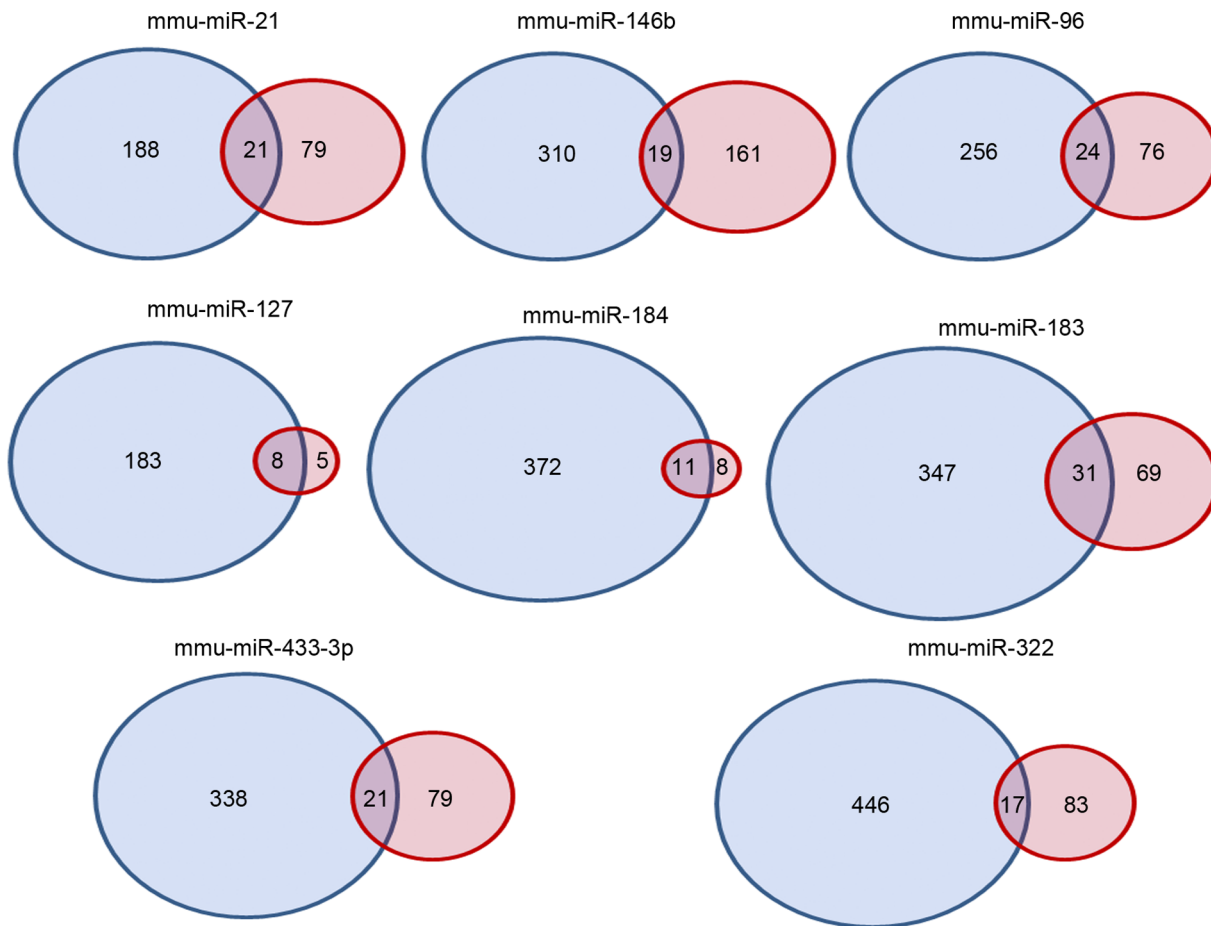 mmu-miR-21 mmu-miR-146b mmu-miR-96
188 21 79 310 19 161 256 24 76
mmu-miR-127 mmu-miR-184 mmu-miR-183
183 8 5 372 11 8 347 31 69
mmu-miR-433-3p mmu-miR-322
338 21 79 446 17 83